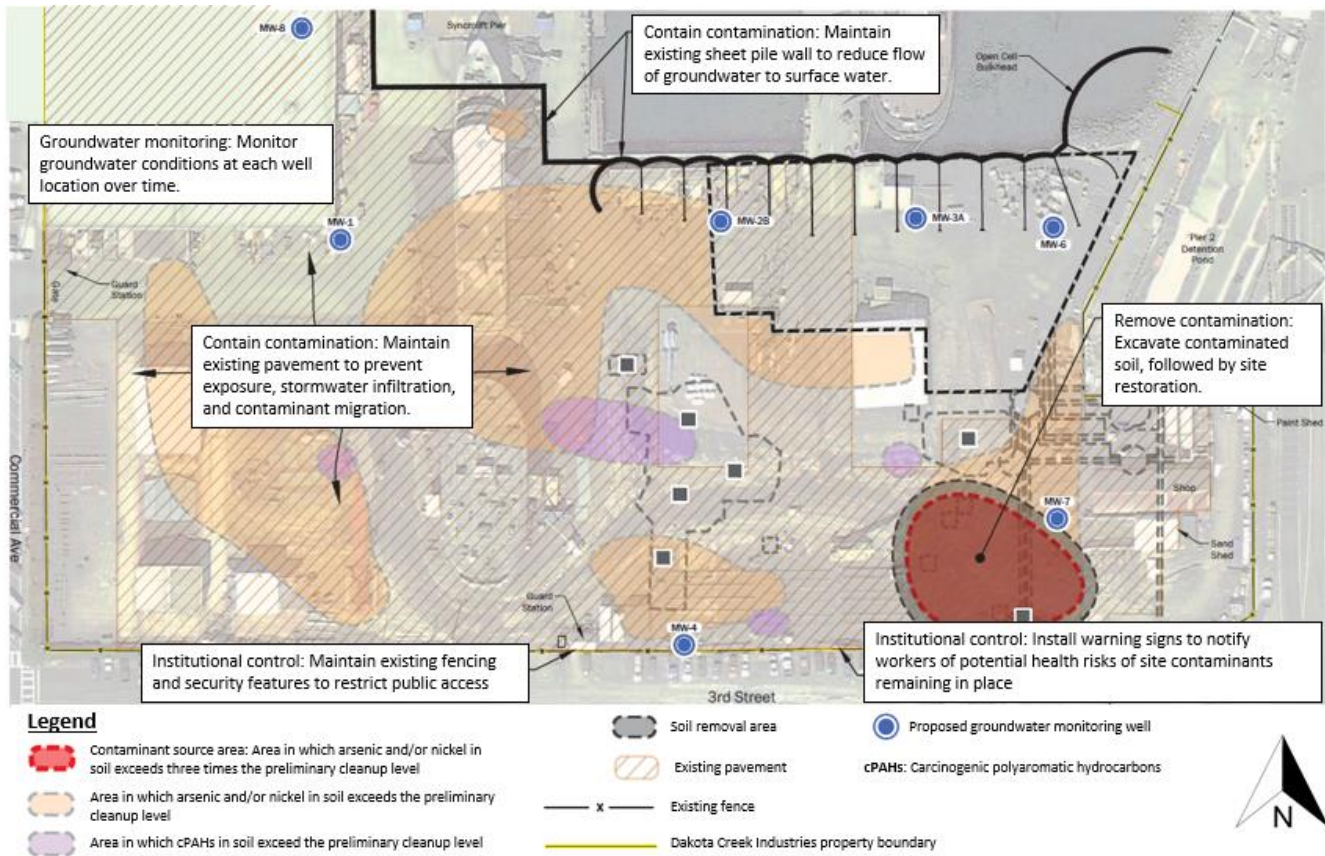 MW-8
Syncrolift Pier
Contain contamination: Maintain
existing sheet pile wall to reduce flow
of groundwater to surface water.
Open Cell
Bulkhead
Groundwater monitoring: Monitor
groundwater conditions at each well
location over time.
MW-1
MW-2B
MW-3A
MW-6
Pier 2
Detention
Pond
Gate
Guard
Station
Contain contamination: Maintain
existing pavement to prevent
exposure, stormwater infiltration,
and contaminant migration.
Remove contamination:
Excavate contaminated
soil, followed by site
restoration.
Paint Shed
Commercial Ave
Shop
MW-7
Sand
Shed
Guard
Station
MW-4
Institutional control: Maintain existing fencing
and security features to restrict public access
Institutional control: Install warning signs to notify
workers of potential health risks of site contaminants
remaining in place
3rd Street
Legend
Contaminant source area: Area in which arsenic and/or nickel in
soil exceeds three times the preliminary cleanup level
Area in which arsenic and/or nickel in soil exceeds the preliminary
cleanup level
Area in which cPAHs in soil exceed the preliminary cleanup level
Soil removal area
Existing pavement
x
Existing fence
Dakota Creek Industries property boundary
Proposed groundwater monitoring well
cPAHs: Carcinogenic polyaromatic hydrocarbons
N